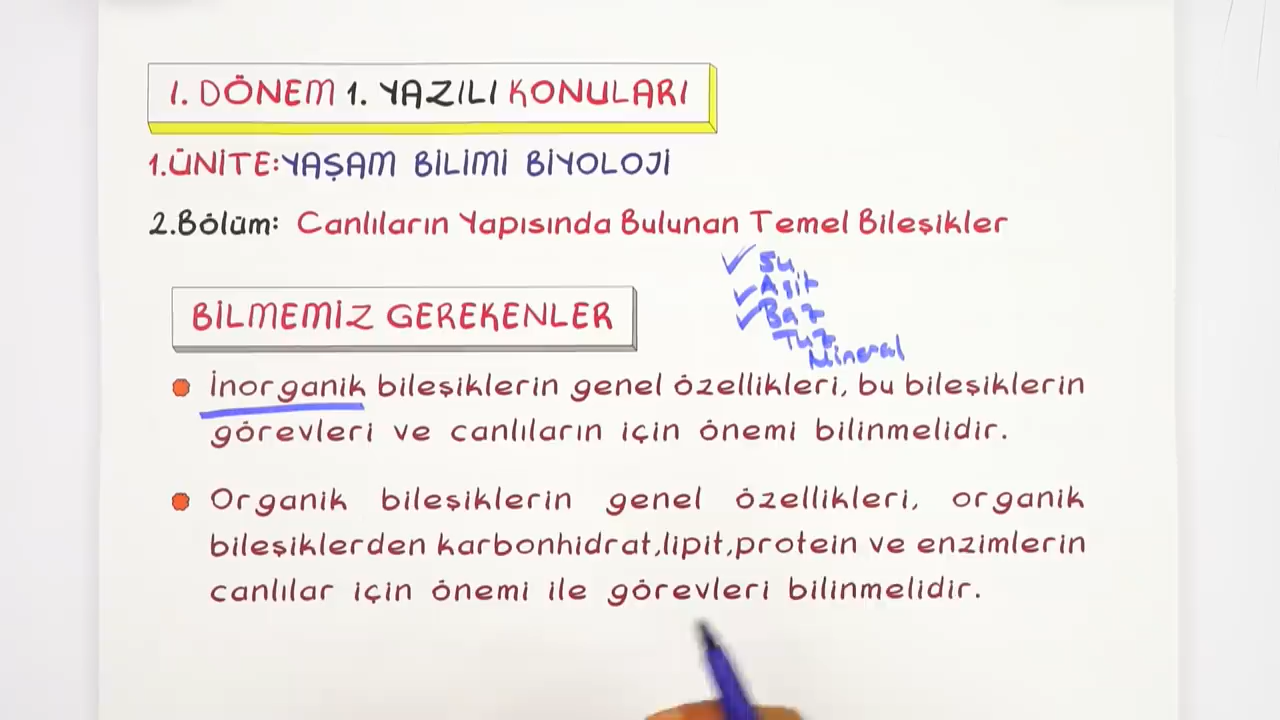 1. DÖNEM 1. YAZILI KONULARI
1.ÜNİTE:YAŞAM BİLİMİ BİYOLOJİ
2.Bölüm: Canlıların Yapısında Bulunan Temel Bileşikler
Su
Asit
Baz
Tuz
Mineral
BİLMEMİZ GEREKENLER
İnorganik bileşiklerin genel özellikleri, bu bileşiklerin
görevleri ve canlıların için önemi bilinmelidir.
Organik bileşiklerin genel özellikleri, organik
bileşiklerden karbonhidrat,lipit,protein ve enzimlerin
canlılar için önemi ile görevleri bilinmelidir.